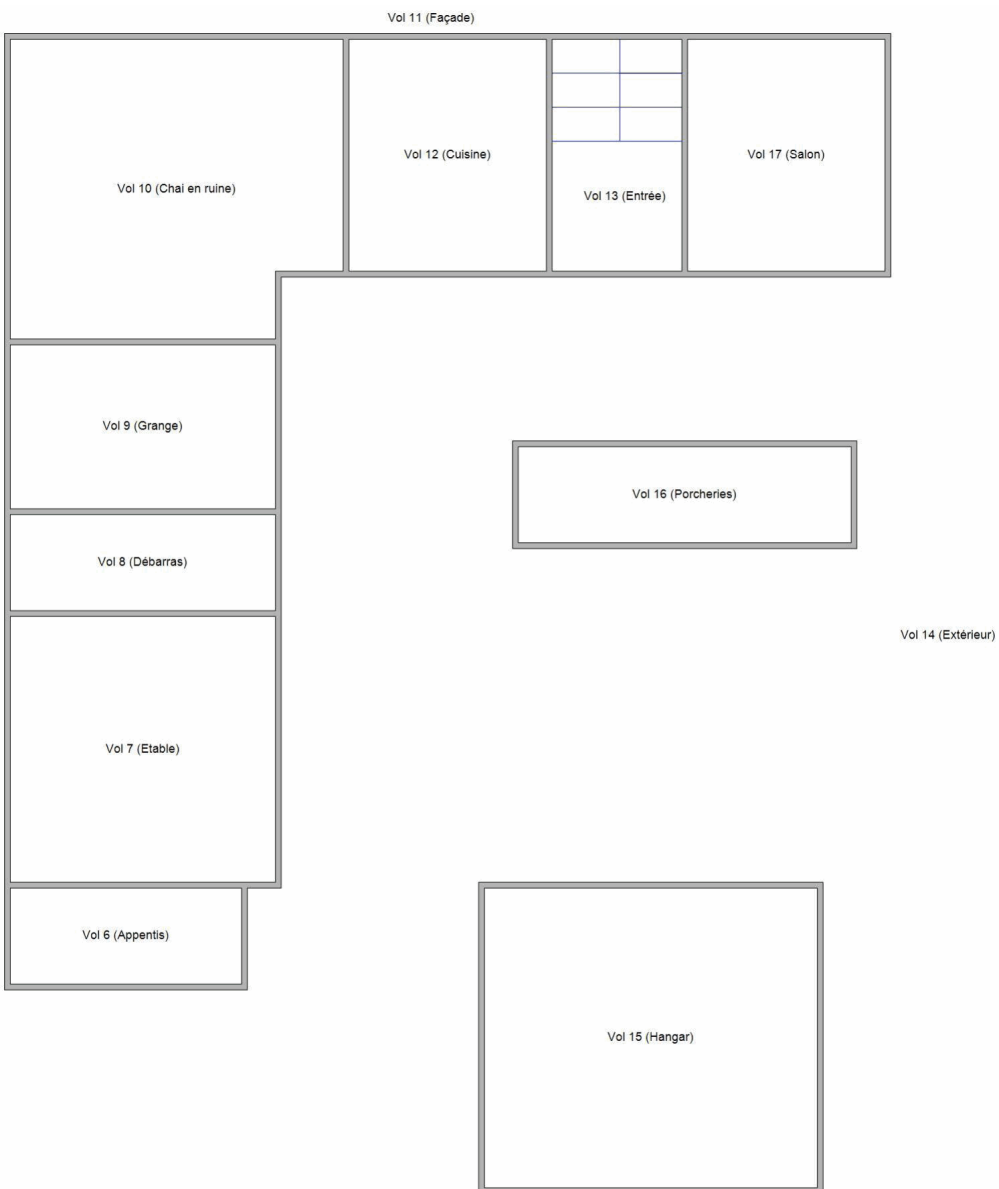 Vol 11 (Façade)
Vol 12 (Cuisine)
Vol 17 (Salon)
Vol 10 (Chai en ruine)
Vol 13 (Entrée)
Vol 9 (Grange)
Vol 16 (Porcheries)
Vol 8 (Débarras)
Vol 14 (Extérieur)
Vol 7 (Etable)
Vol 6 (Appentis)
Vol 15 (Hangar)